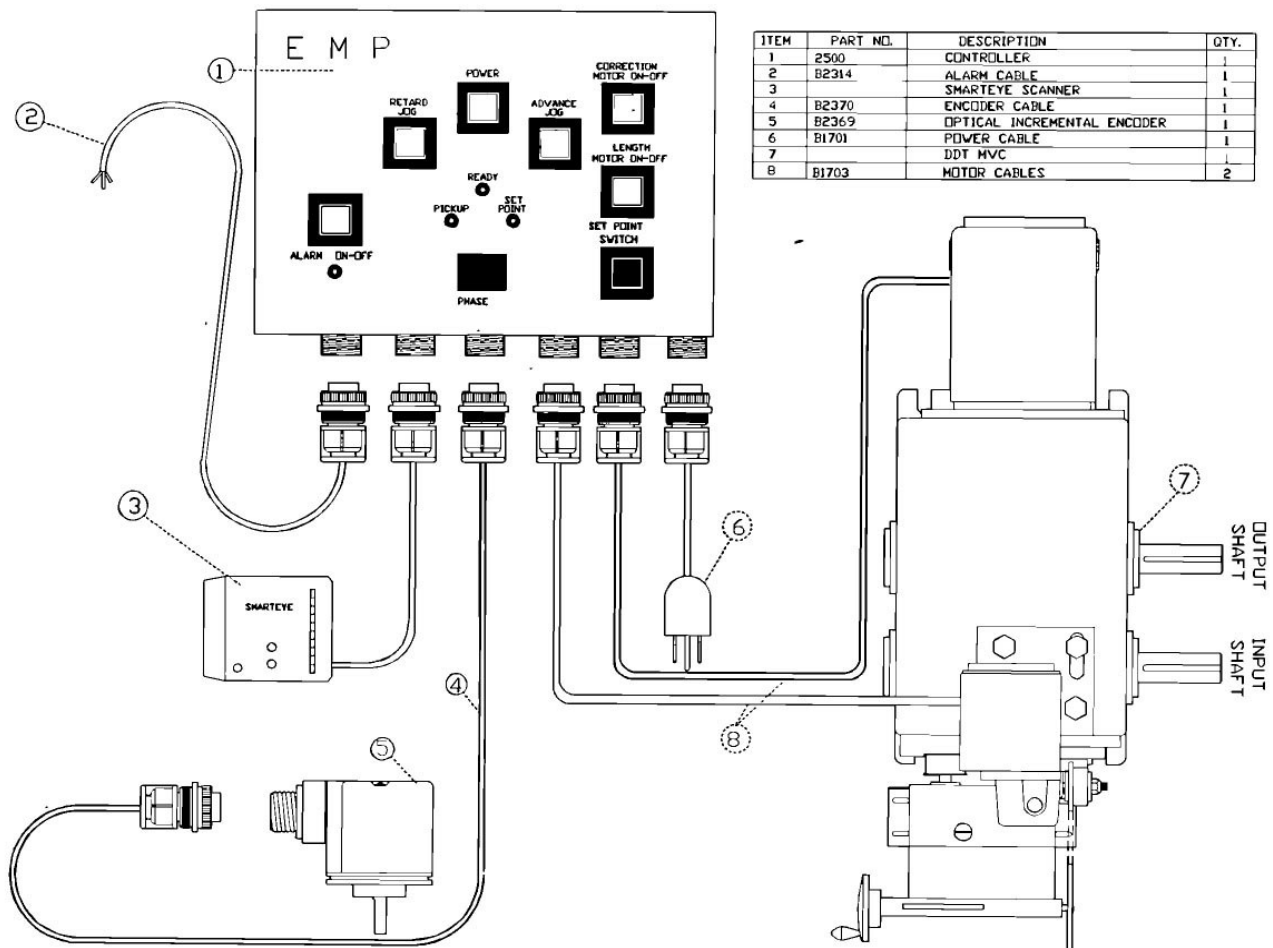 E M P
1
POWER
CORRECTION
MOTOR ON-OFF
RETARD
JOG
ADVANCE
JOG
LENGTH
MOTOR ON-OFF
READY
PICKUP
SET
POINT
SET POINT
SWITCH
ALARM ON-OFF
PHASE
2
ITEM PART NO. DESCRIPTION QTY.
1 2500 CONTROLLER 1
2 B2314 ALARM CABLE 1
3 SMARTEYE SCANNER 1
4 B2370 ENCODER CABLE 1
5 B2369 OPTICAL INCREMENTAL ENCODER 1
6 B1701 POWER CABLE 1
7 DDT MVC 1
8 B1703 MOTOR CABLES 2
3
SMARTEYE
4
5
6
7
8
OUTPUT
SHAFT
INPUT
SHAFT